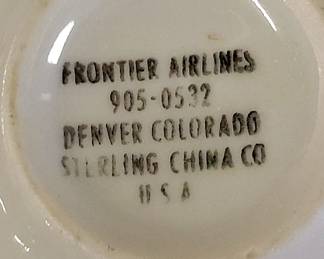 FRONTIER AIRLINES
905-0532
DENVER COLORADO
STERLING CHINA CO
U S A